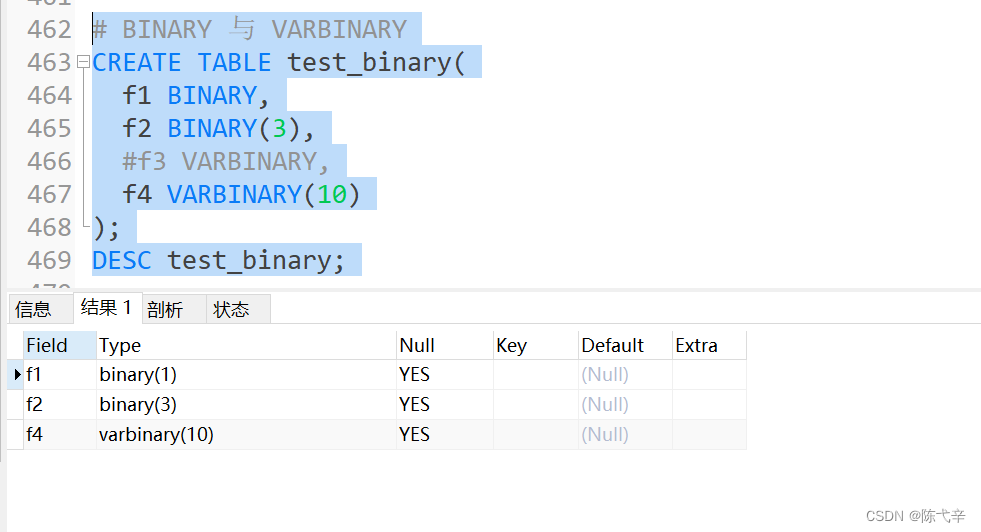 462 # BINARY 与 VARBINARY
463 CREATE TABLE test_binary(
464 f1 BINARY,
465 f2 BINARY(3),
466 #f3 VARBINARY,
467 f4 VARBINARY(10)
468 );
469 DESC test_binary;
信息 结果 1 剖析 状态
Field Type Null Key Default Extra
f1 binary(1) YES (Null)
f2 binary(3) YES (Null)
f4 varbinary(10) YES (Null)
CSDN @陈弋辛